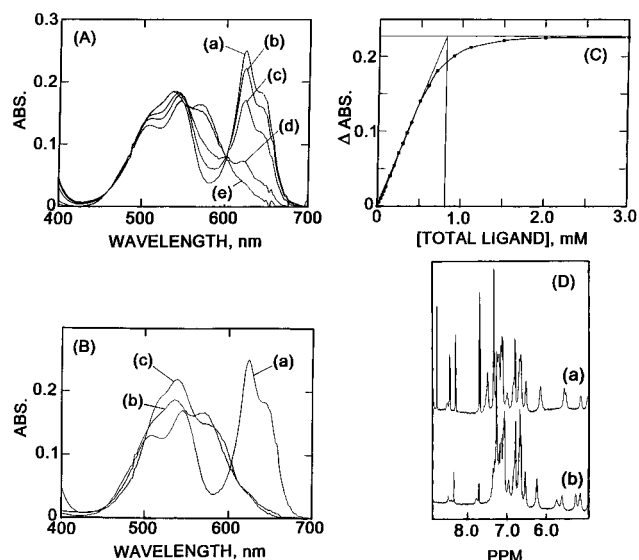 (A)
(a)
(b)
(c)
(d)
(e)
0.3
0.2
0.1
0
ABS.
400 500 600 700
WAVELENGTH, nm
(C)
0.2
0.1
0
Δ ABS.
0 1.0 2.0 3.0
[TOTAL LIGAND], mM
(B)
(c)
(a)
(b)
0.2
0.1
0
ABS.
400 500 600 700
WAVELENGTH, nm
(D)
(a)
(b)
8.0 7.0 6.0
PPM